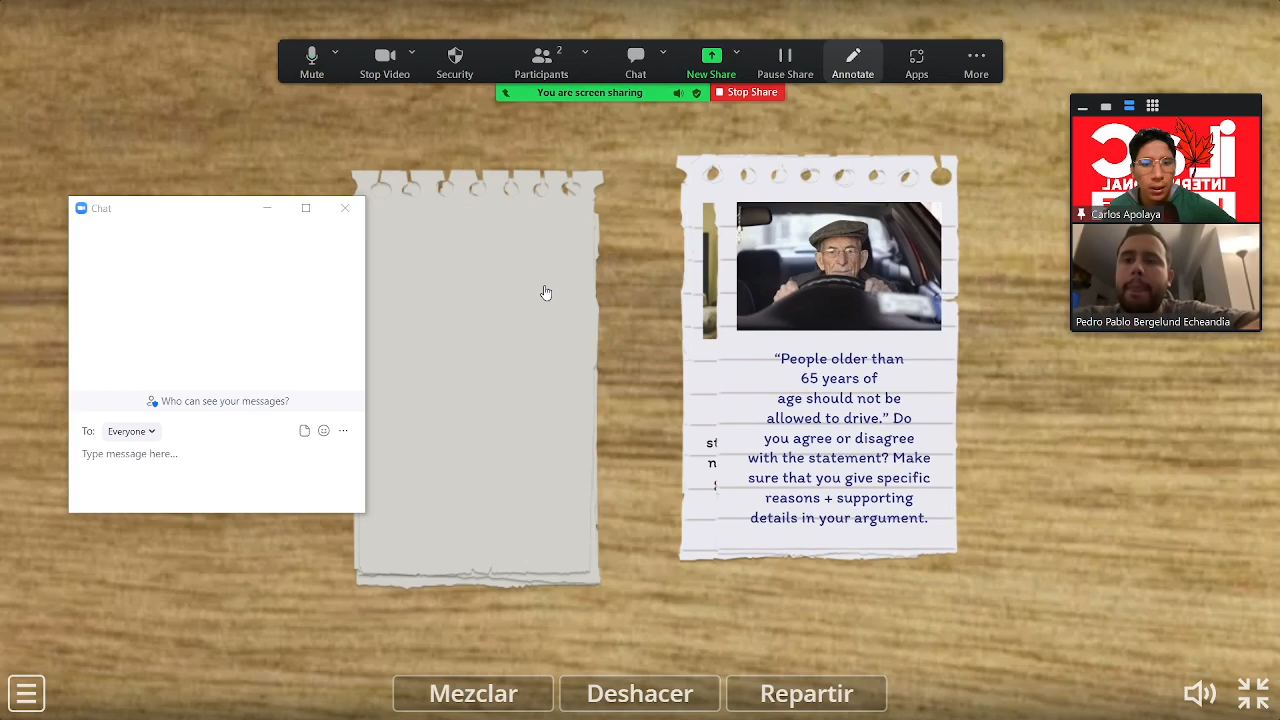 2
Mute
Stop Video
Security
Participants
Chat
New Share
Pause Share
Annotate
Apps
More
You are screen sharing
Stop Share
Chat
Who can see your messages?
To: Everyone
Type message here...
“People older than
65 years of
age should not be
allowed to drive.” Do
you agree or disagree
with the statement? Make
sure that you give specific
reasons + supporting
details in your argument.
ilsc
INTERNATIONAL
Carlos Apolaya
Pedro Pablo Bergelund Echeandia
Mezclar
Deshacer
Repartir